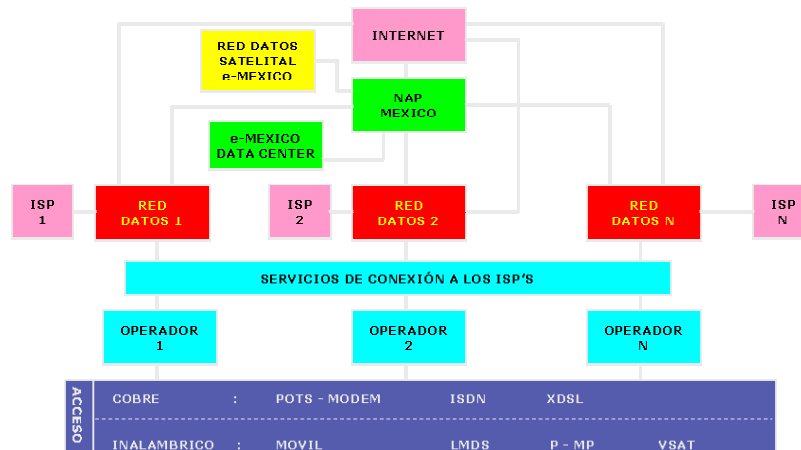 INTERNET
RED DATOS
SATELITAL
e-MEXICO
NAP
MEXICO
e-MEXICO
DATA CENTER
ISP
1
RED
DATOS 1
ISP
2
RED
DATOS 2
RED
DATOS N
ISP
N
SERVICIOS DE CONEXIÓN A LOS ISP'S
OPERADOR
1
OPERADOR
2
OPERADOR
N
ACCESO
COBRE : POTS - MODEM ISDN XDSL
INALAMBRICO : MOVIL LMDS P - MP VSAT